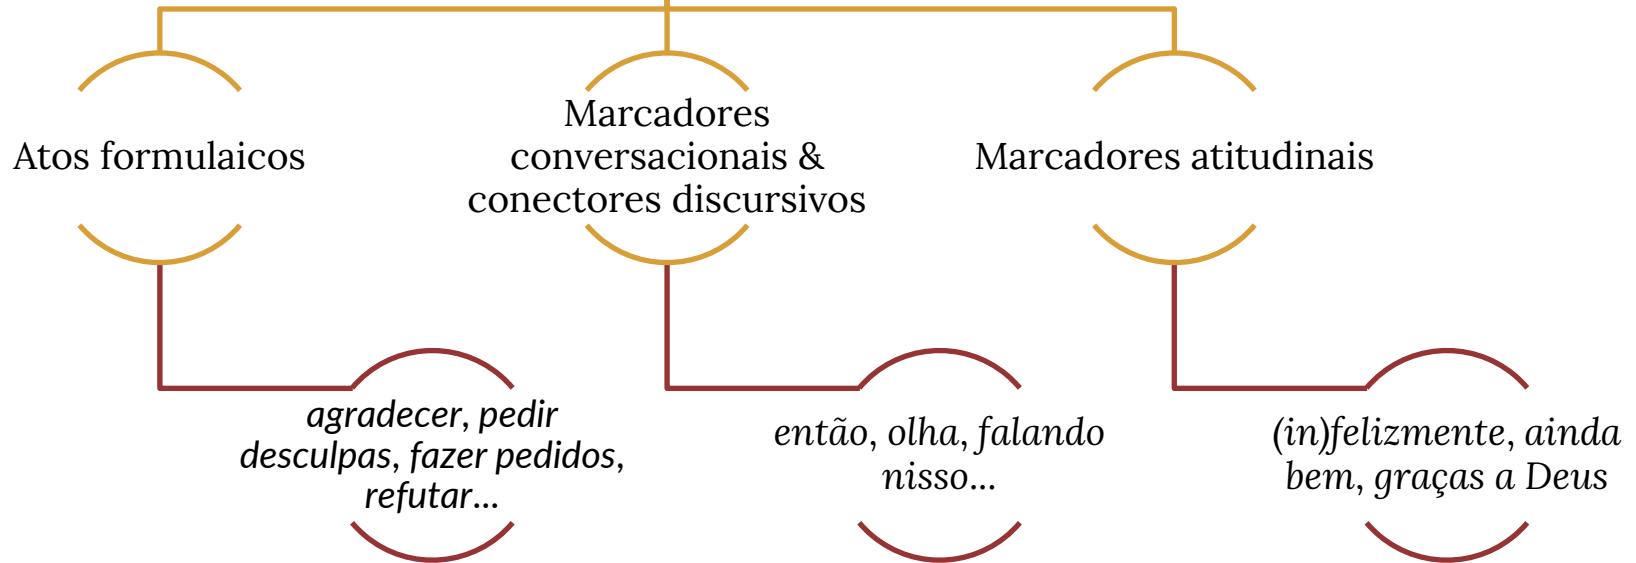 Atos formulaicos
Marcadores
conversacionais &
conectores discursivos
Marcadores atitudinais
agradecer, pedir
desculpas, fazer pedidos,
refutar...
então, olha, falando
nisso...
(in)felizmente, ainda
bem, graças a Deus